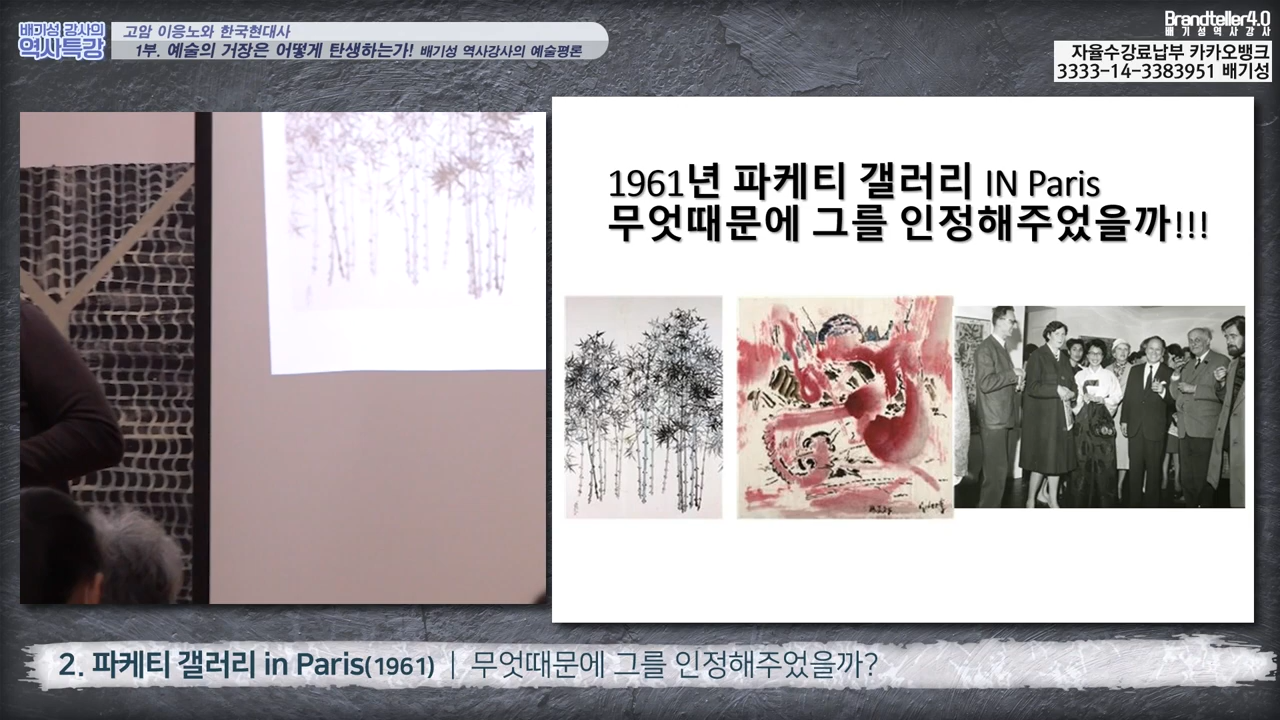 배기성 강사의
역사특강
고암 이응노와 한국현대사
1부. 예술의 거장은 어떻게 탄생하는가! 배기성 역사강사의 예술평론
Brandteller4.0
배기성역사강사
자율수강료납부 카카오뱅크
3333-14-3383951 배기성
1961년 파케티 갤러리 IN Paris
무엇때문에 그를 인정해주었을까!!!
2. 파케티 갤러리 in Paris(1961) | 무엇때문에 그를 인정해주었을까?